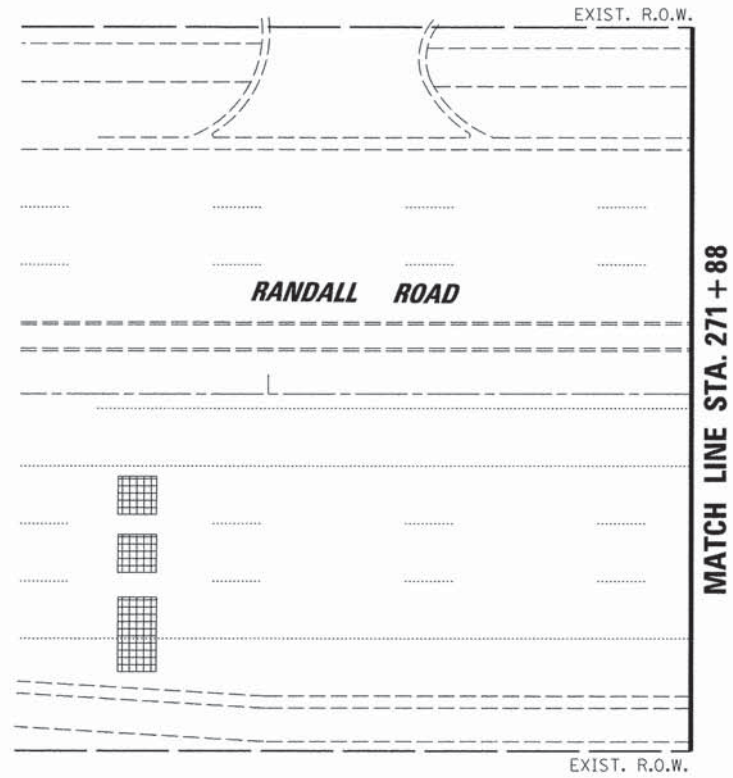 EXIST. R.O.W.
RANDALL ROAD
MATCH LINE STA. 271+88
EXIST. R.O.W.